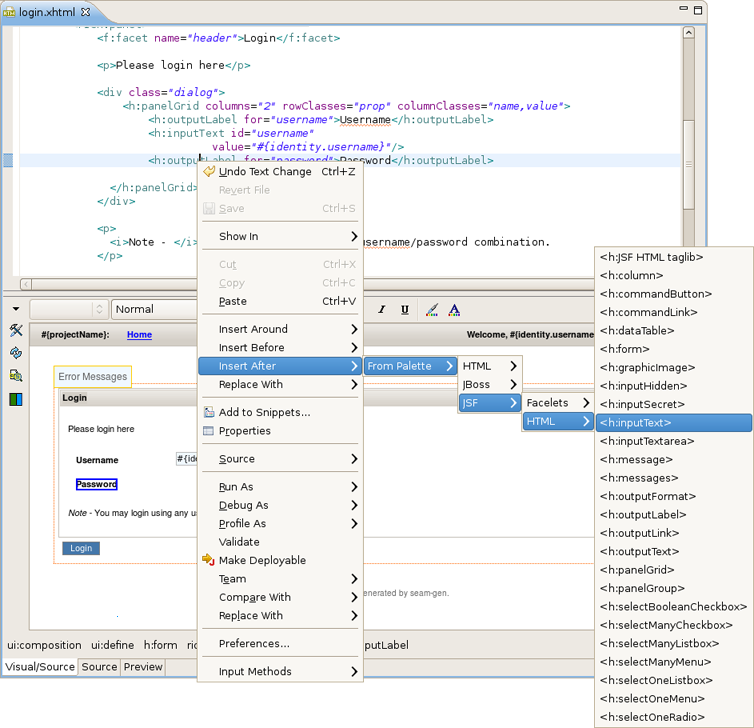 login.xhtml
<f:facet name="header">Login</f:facet>
<p>Please login here</p>
<div class="dialog">
<h:panelGrid columns="2" rowClasses="prop" columnClasses="name,value">
<h:outputLabel for="username">Username</h:outputLabel>
<h:inputText id="username"
value="#{identity.username}"/>
<h:outputLabel for="password">Password</h:outputLabel>
</h:panelGrid>
</div>
<p>
<i>Note - </i>
username/password combination.
</p>
Undo Text Change Ctrl+Z
Revert File
Save Ctrl+S
Show In
Cut Ctrl+X
Copy Ctrl+C
Paste Ctrl+V
Insert Around
Insert Before
Insert After
Replace With
Add to Snippets...
Properties
Source
Run As
Debug As
Profile As
Validate
Make Deployable
Team
Compare With
Replace With
Preferences...
Input Methods
From Palette
HTML
JBoss
JSF
Facelets
HTML
<h:JSF HTML taglib>
<h:column>
<h:commandButton>
<h:commandLink>
<h:dataTable>
<h:form>
<h:graphicImage>
<h:inputHidden>
<h:inputSecret>
<h:inputText>
<h:inputTextarea>
<h:message>
<h:messages>
<h:outputFormat>
<h:outputLabel>
<h:outputLink>
<h:outputText>
<h:panelGrid>
<h:panelGroup>
<h:selectBooleanCheckbox>
<h:selectManyCheckbox>
<h:selectManyListbox>
<h:selectManyMenu>
<h:selectOneListbox>
<h:selectOneMenu>
<h:selectOneRadio>
Normal
I U A
#{projectName}: Home Welcome, #{identity.username
Error Messages
Login
Please login here
Username #{ide
Password
Note - You may login using any us
Login
enerated by seam-gen.
ui:composition ui:define h:form ric putLabel
Visual/Source Source Preview